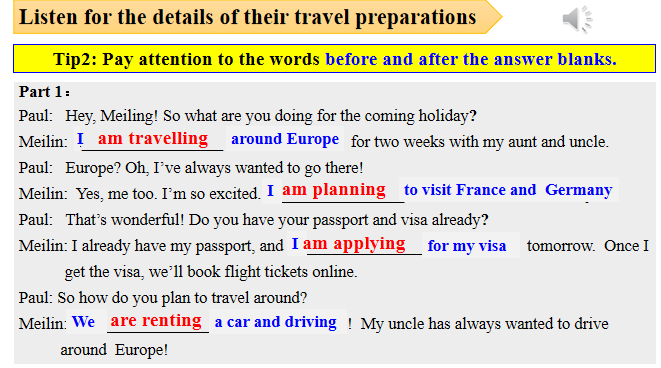 Listen for the details of their travel preparations
Tip2: Pay attention to the words before and after the answer blanks.
Part 1：
Paul: Hey, Meiling! So what are you doing for the coming holiday?
Meilin: I am travelling around Europe for two weeks with my aunt and uncle.
Paul: Europe? Oh, I’ve always wanted to go there!
Meilin: Yes, me too. I’m so excited. I am planning to visit France and Germany
Paul: That’s wonderful! Do you have your passport and visa already?
Meilin: I already have my passport, and I am applying for my visa tomorrow. Once I
get the visa, we’ll book flight tickets online.
Paul: So how do you plan to travel around?
Meilin: We are renting a car and driving ! My uncle has always wanted to drive
around Europe!